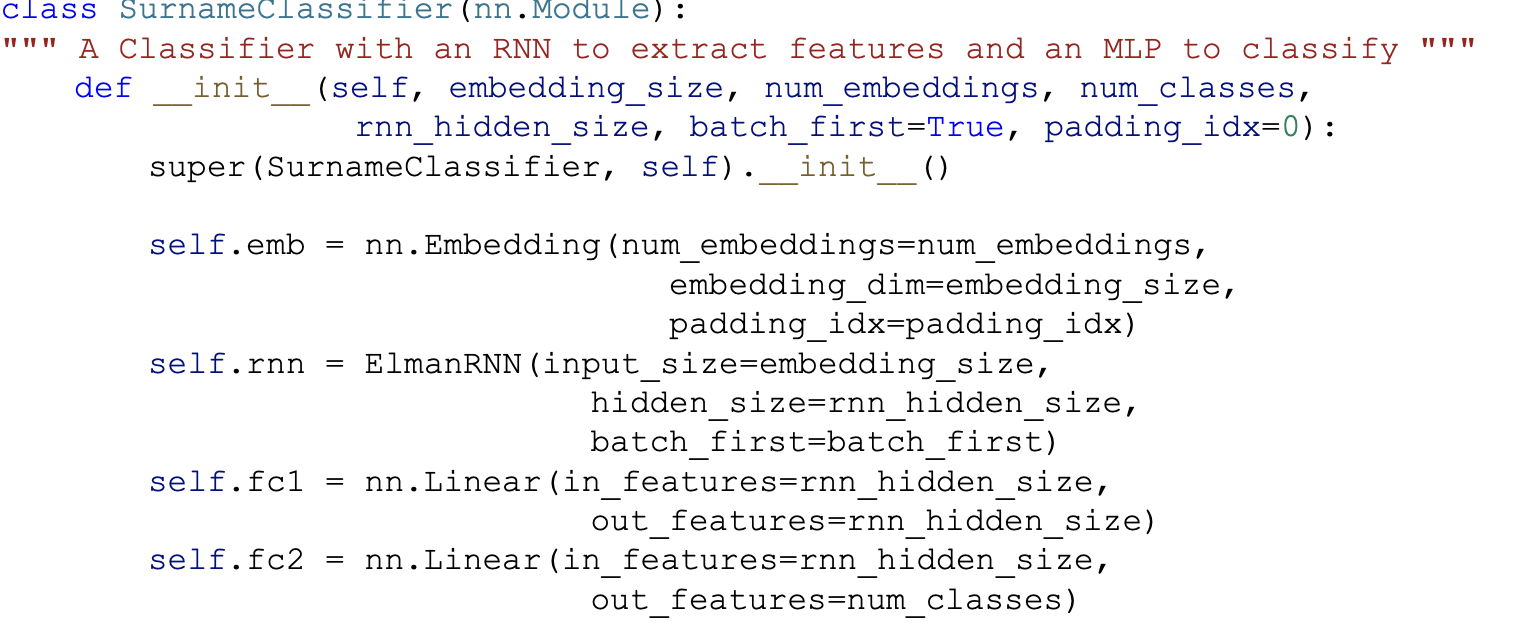 class SurnameClassifier(nn.Module):
""" A Classifier with an RNN to extract features and an MLP to classify """
def __init__(self, embedding_size, num_embeddings, num_classes,
rnn_hidden_size, batch_first=True, padding_idx=0):
super(SurnameClassifier, self).__init__()
self.emb = nn.Embedding(num_embeddings=num_embeddings,
embedding_dim=embedding_size,
padding_idx=padding_idx)
self.rnn = ElmanRNN(input_size=embedding_size,
hidden_size=rnn_hidden_size,
batch_first=batch_first)
self.fc1 = nn.Linear(in_features=rnn_hidden_size,
out_features=rnn_hidden_size)
self.fc2 = nn.Linear(in_features=rnn_hidden_size,
out_features=num_classes)